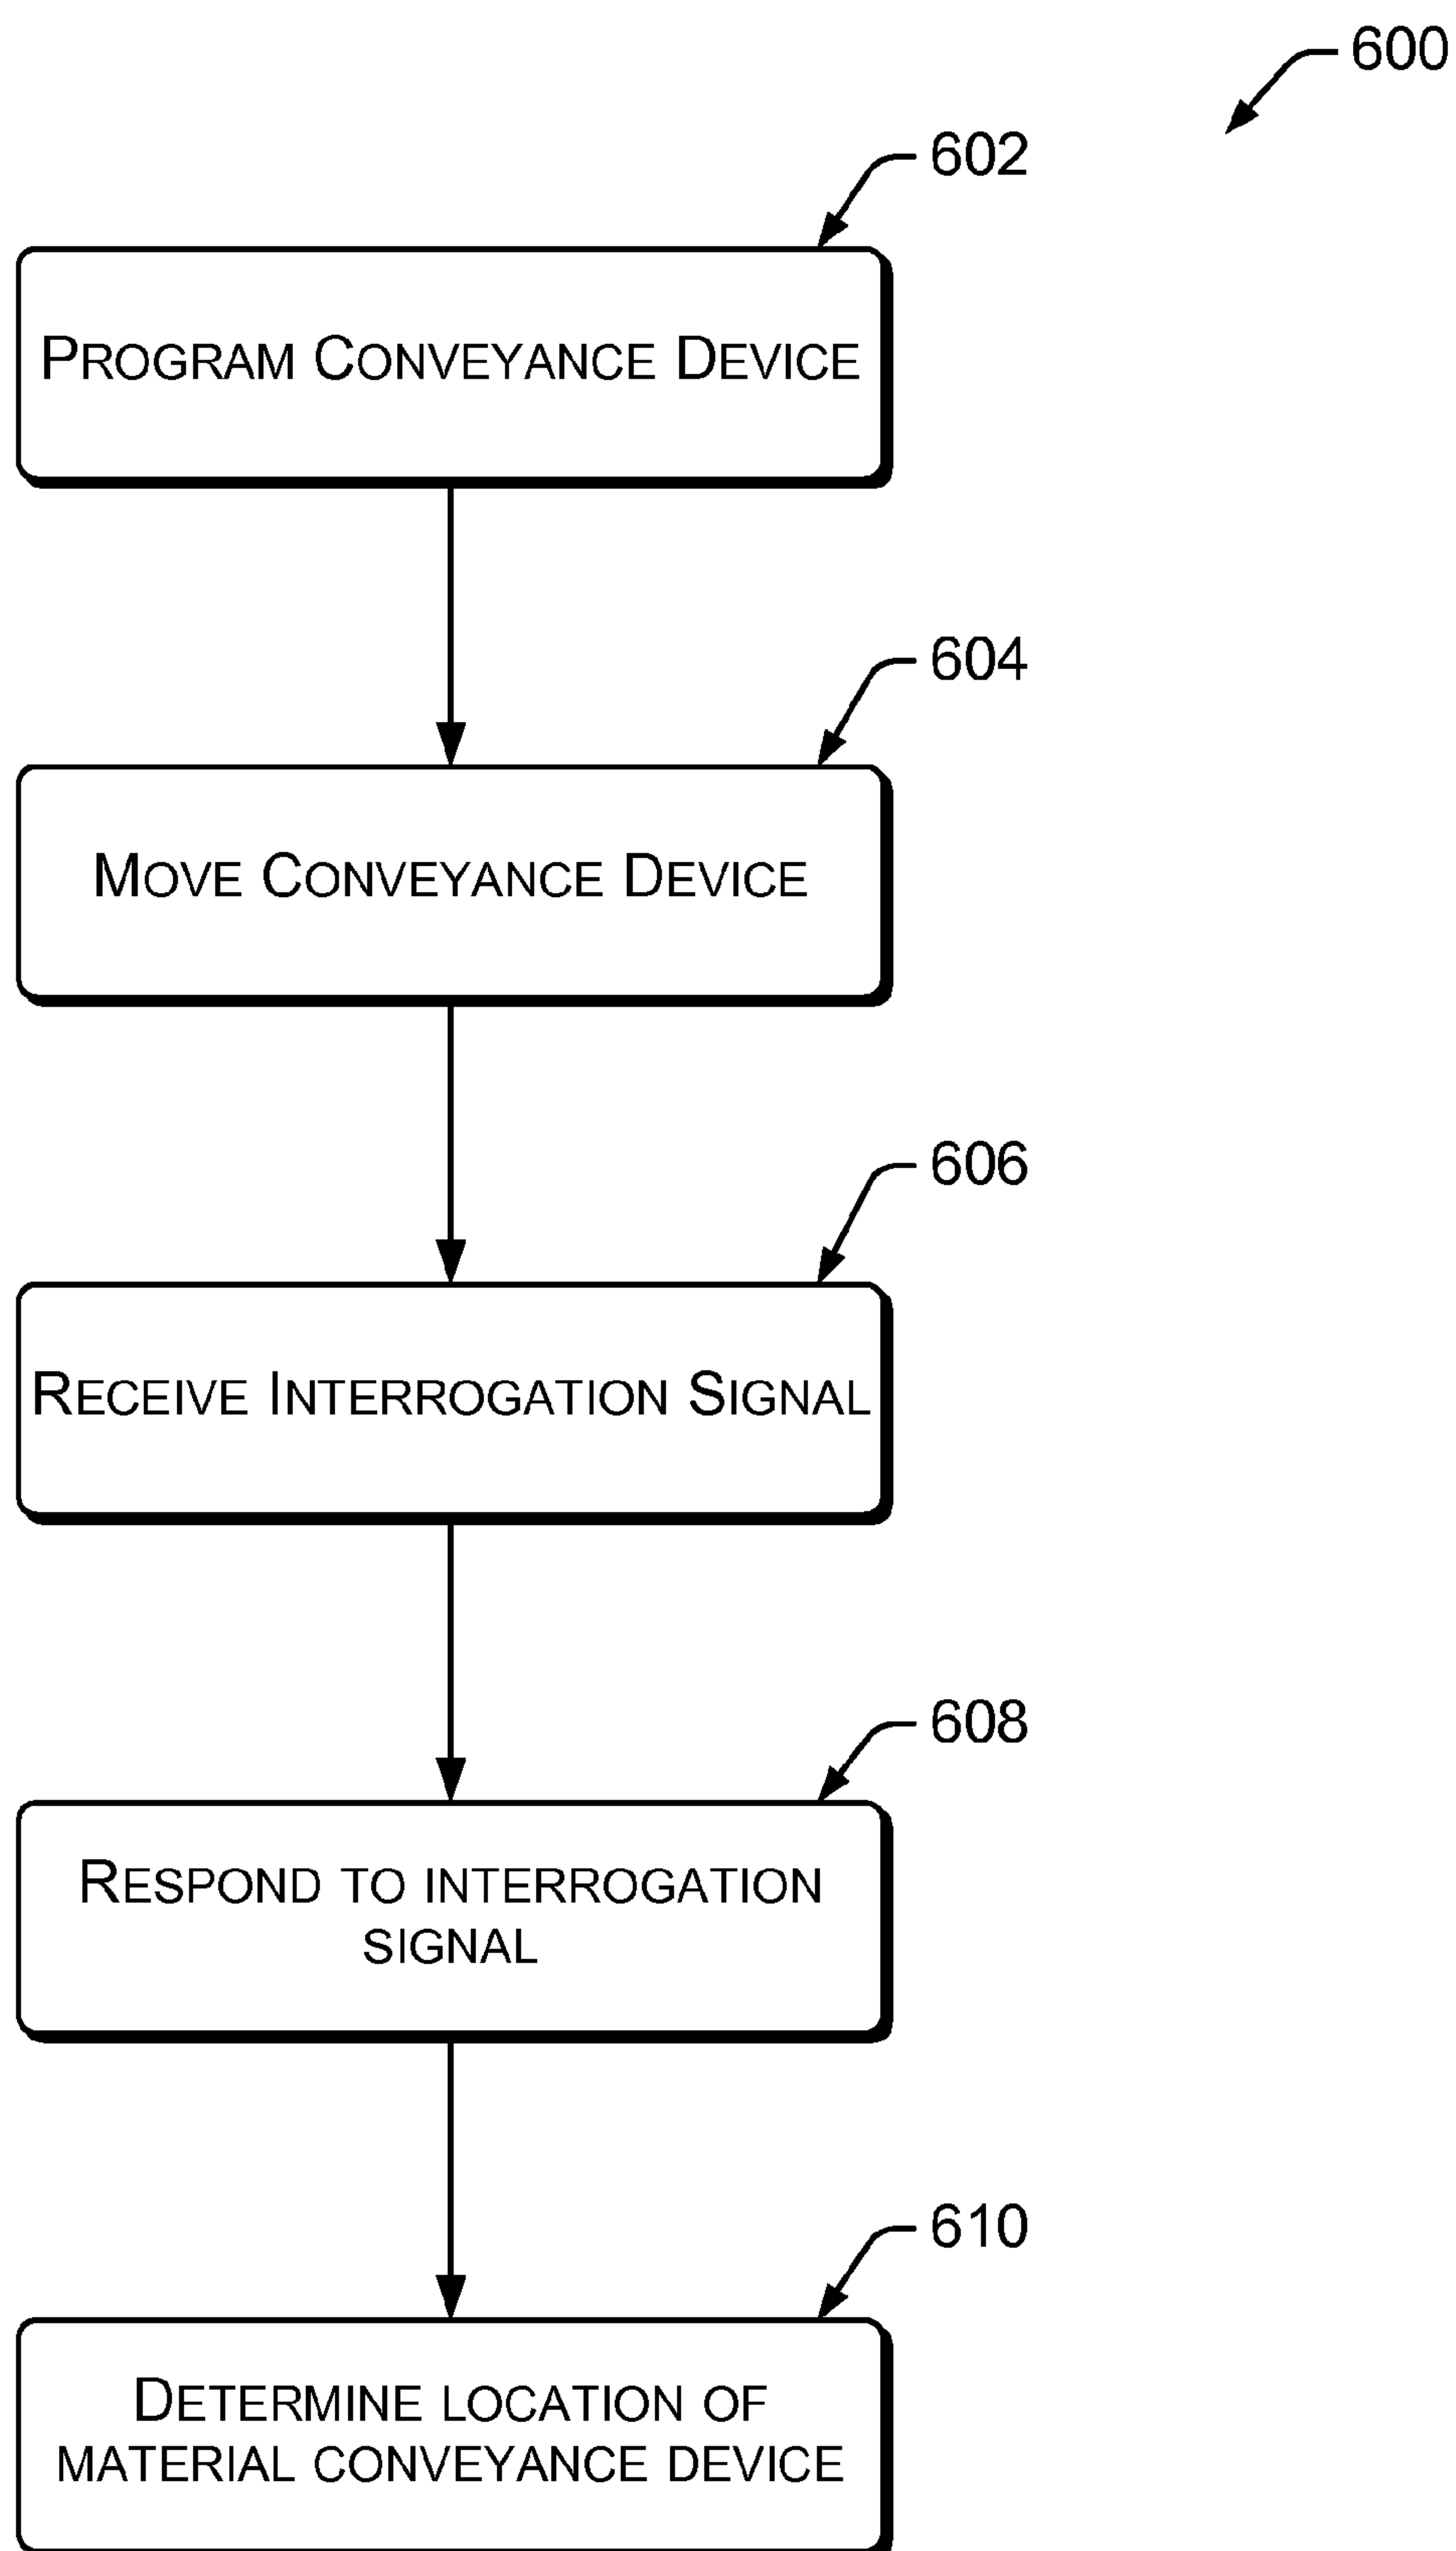 600
602
PROGRAM CONVEYANCE DEVICE
604
MOVE CONVEYANCE DEVICE
606
RECEIVE INTERROGATION SIGNAL
608
RESPOND TO INTERROGATION
SIGNAL
610
DETERMINE LOCATION OF
MATERIAL CONVEYANCE DEVICE